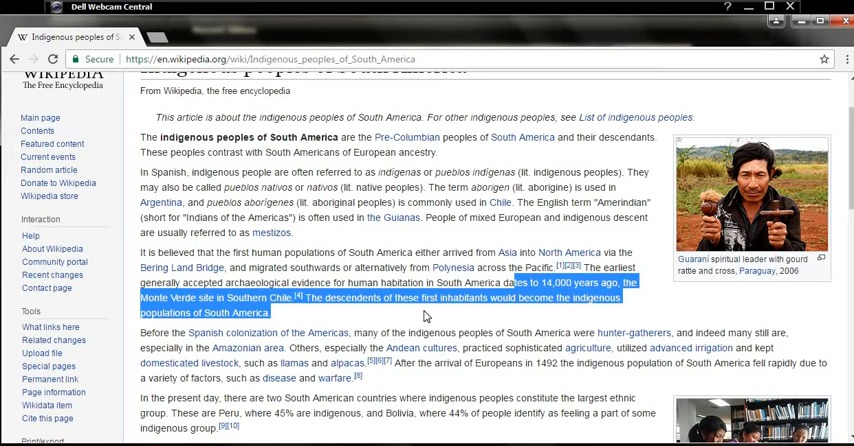 Dell Webcam Central
Indigenous peoples of S
Secure https://en.wikipedia.org/wiki/Indigenous_peoples_of_South_America
WIKIPEDIA
The Free Encyclopedia
Main page
Contents
Featured content
Current events
Random article
Donate to Wikipedia
Wikipedia store
Interaction
Help
About Wikipedia
Community portal
Recent changes
Contact page
Tools
What links here
Related changes
Upload file
Special pages
Permanent link
Page information
Wikidata item
Cite this page
Print/export
Indigenous peoples of South America
From Wikipedia, the free encyclopedia
This article is about the indigenous peoples of South America. For other indigenous peoples, see List of indigenous peoples.
The indigenous peoples of South America are the Pre-Columbian peoples of South America and their descendants.
These peoples contrast with South Americans of European ancestry.
In Spanish, indigenous people are often referred to as indígenas or pueblos indígenas (lit. indigenous peoples). They
may also be called pueblos nativos or nativos (lit. native peoples). The term aborigen (lit. aborigine) is used in
Argentina, and pueblos aborígenes (lit. aboriginal peoples) is commonly used in Chile. The English term "Amerindian"
(short for "Indians of the Americas") is often used in the Guianas. People of mixed European and indigenous descent
are usually referred to as mestizos.
It is believed that the first human populations of South America either arrived from Asia into North America via the
Bering Land Bridge, and migrated southwards or alternatively from Polynesia across the Pacific.[1][2][3] The earliest
generally accepted archaeological evidence for human habitation in South America dates to 14,000 years ago, the
Monte Verde site in Southern Chile.[4] The descendents of these first inhabitants would become the indigenous
populations of South America.
Before the Spanish colonization of the Americas, many of the indigenous peoples of South America were hunter-gatherers, and indeed many still are,
especially in the Amazonian area. Others, especially the Andean cultures, practiced sophisticated agriculture, utilized advanced irrigation and kept
domesticated livestock, such as llamas and alpacas.[5][6][7] After the arrival of Europeans in 1492 the indigenous population of South America fell rapidly due to
a variety of factors, such as disease and warfare.[8]
In the present day, there are two South American countries where indigenous peoples constitute the largest ethnic
group. These are Peru, where 45% are indigenous, and Bolivia, where 44% of people identify as feeling a part of some
indigenous group.[9][10]
Guaraní spiritual leader with gourd
rattle and cross, Paraguay, 2006